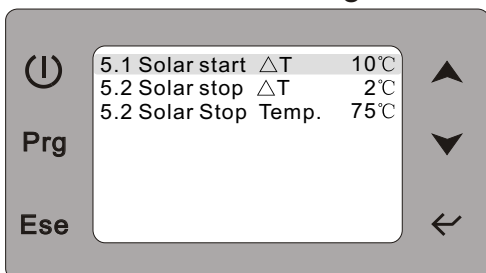 5.1 Solar start △T 10℃
5.2 Solar stop △T 2℃
5.2 Solar Stop Temp. 75℃
Prg
Ese